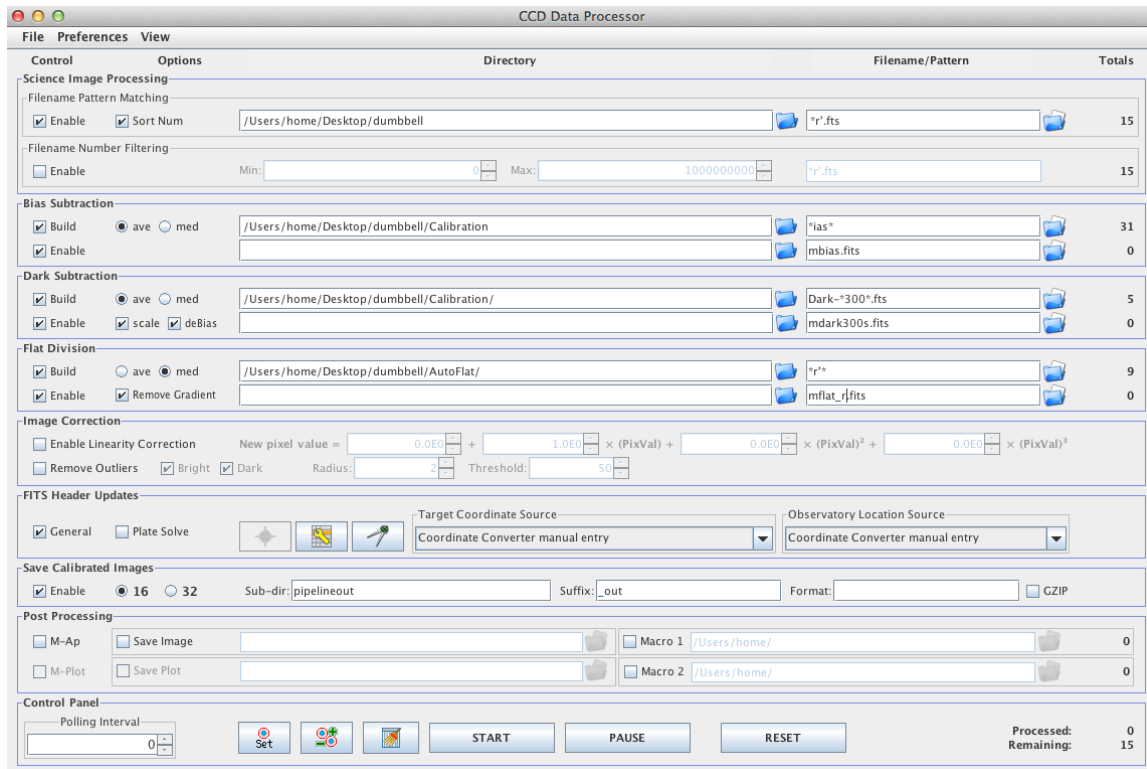 CCD Data Processor
File Preferences View
Control Options Directory Filename/Pattern Totals
Science Image Processing
Filename Pattern Matching
Enable Sort Num /Users/home/Desktop/dumbbell *r'.fts 15
Filename Number Filtering
Enable Min: 0 Max: 1000000000 *r'.fts 15
Bias Subtraction
Build ave med /Users/home/Desktop/dumbbell/Calibration *ias* 31
Enable mbias.fits 0
Dark Subtraction
Build ave med /Users/home/Desktop/dumbbell/Calibration/ Dark-*300*.fts 5
Enable scale deBias mdark300s.fits 0
Flat Division
Build ave med /Users/home/Desktop/dumbbell/AutoFlat/ *r'* 9
Enable Remove Gradient mflat_r.fits 0
Image Correction
Enable Linearity Correction New pixel value = 0.0E0 + 1.0E0 × (PixVal) + 0.0E0 × (PixVal)² + 0.0E0 × (PixVal)³
Remove Outliers Bright Dark Radius: 2 Threshold: 50
FITS Header Updates
Target Coordinate Source Observatory Location Source
General Plate Solve Coordinate Converter manual entry Coordinate Converter manual entry
Save Calibrated Images
Enable 16 32 Sub-dir: pipelineout Suffix: _out Format: GZIP
Post Processing
M-Ap Save Image Macro 1 /Users/home/ 0
M-Plot Save Plot Macro 2 /Users/home/ 0
Control Panel
Polling Interval
0 Set START PAUSE RESET
Processed: 0
Remaining: 15